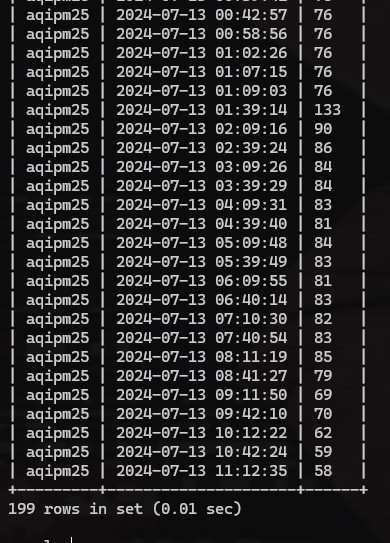 | aqipm25 | 2024-07-13 00:42:57 | 76 |
| aqipm25 | 2024-07-13 00:58:56 | 76 |
| aqipm25 | 2024-07-13 01:02:26 | 76 |
| aqipm25 | 2024-07-13 01:07:15 | 76 |
| aqipm25 | 2024-07-13 01:09:03 | 76 |
| aqipm25 | 2024-07-13 01:39:14 | 133 |
| aqipm25 | 2024-07-13 02:09:16 | 90 |
| aqipm25 | 2024-07-13 02:39:24 | 86 |
| aqipm25 | 2024-07-13 03:09:26 | 84 |
| aqipm25 | 2024-07-13 03:39:29 | 84 |
| aqipm25 | 2024-07-13 04:09:31 | 83 |
| aqipm25 | 2024-07-13 04:39:40 | 81 |
| aqipm25 | 2024-07-13 05:09:48 | 84 |
| aqipm25 | 2024-07-13 05:39:49 | 83 |
| aqipm25 | 2024-07-13 06:09:55 | 81 |
| aqipm25 | 2024-07-13 06:40:14 | 83 |
| aqipm25 | 2024-07-13 07:10:30 | 82 |
| aqipm25 | 2024-07-13 07:40:54 | 83 |
| aqipm25 | 2024-07-13 08:11:19 | 85 |
| aqipm25 | 2024-07-13 08:41:27 | 79 |
| aqipm25 | 2024-07-13 09:11:50 | 69 |
| aqipm25 | 2024-07-13 09:42:10 | 70 |
| aqipm25 | 2024-07-13 10:12:22 | 62 |
| aqipm25 | 2024-07-13 10:42:24 | 59 |
| aqipm25 | 2024-07-13 11:12:35 | 58 |
+---------+---------------------+------+
199 rows in set (0.01 sec)